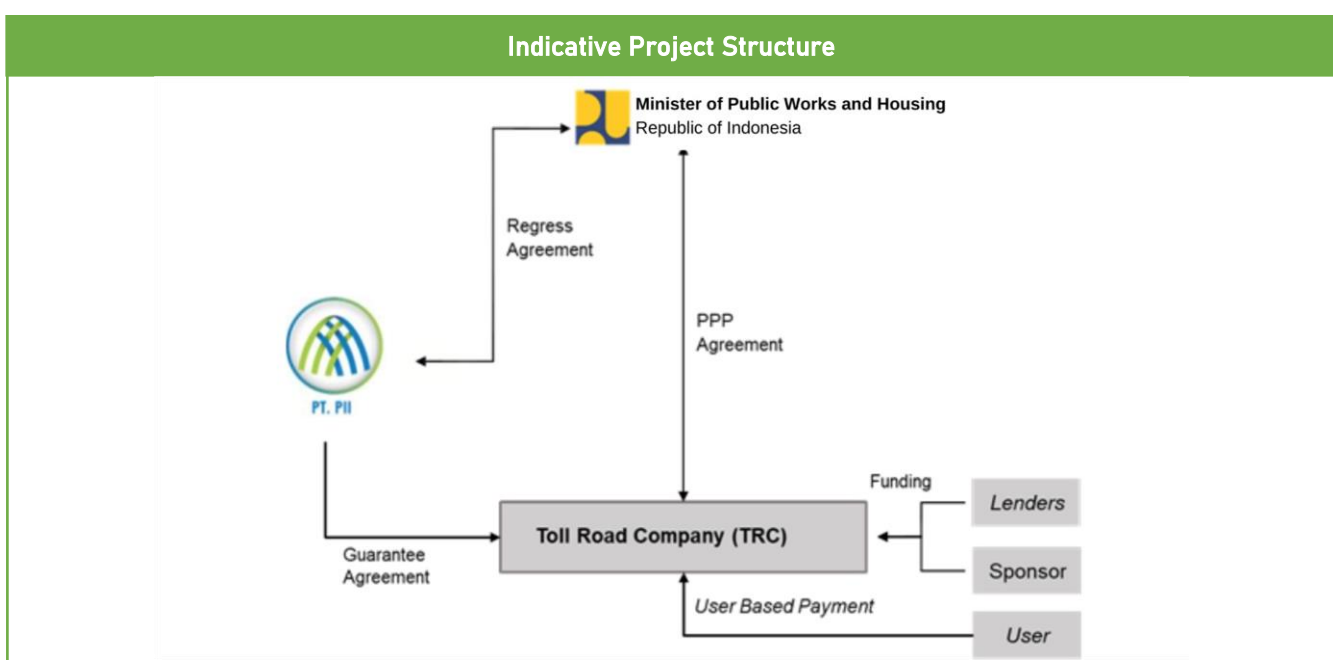 Indicative Project Structure
Minister of Public Works and Housing
Republic of Indonesia
Regress
Agreement
PPP
Agreement
PT. PII
Funding
Lenders
Toll Road Company (TRC)
Guarantee
Agreement
Sponsor
User Based Payment
User